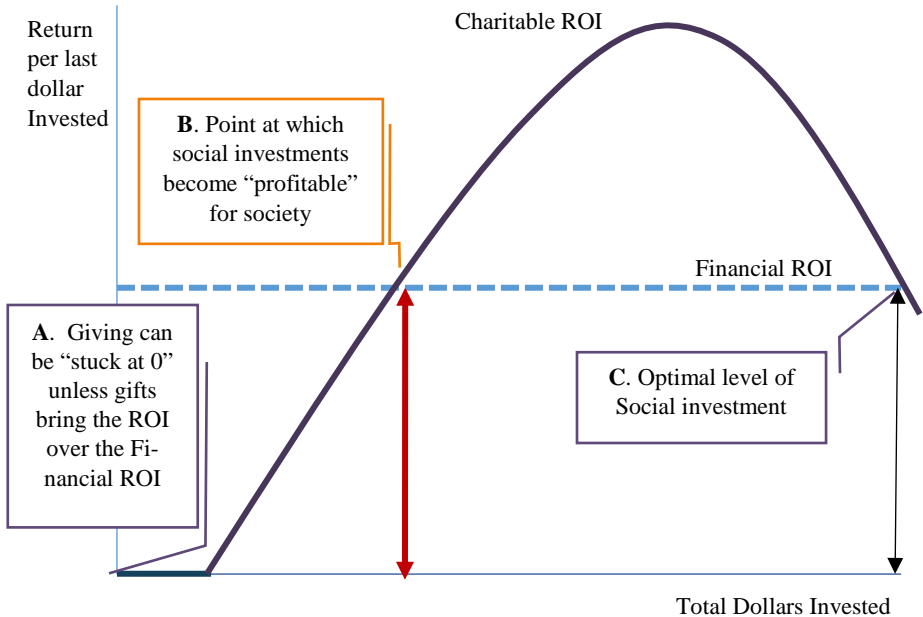 Return
per last
dollar
Invested
Charitable ROI
B. Point at which
social investments
become “profitable”
for society
Financial ROI
A.  Giving can
be “stuck at 0”
unless gifts
bring the ROI
over the Fi-
nancial ROI
C. Optimal level of
Social investment
Total Dollars Invested